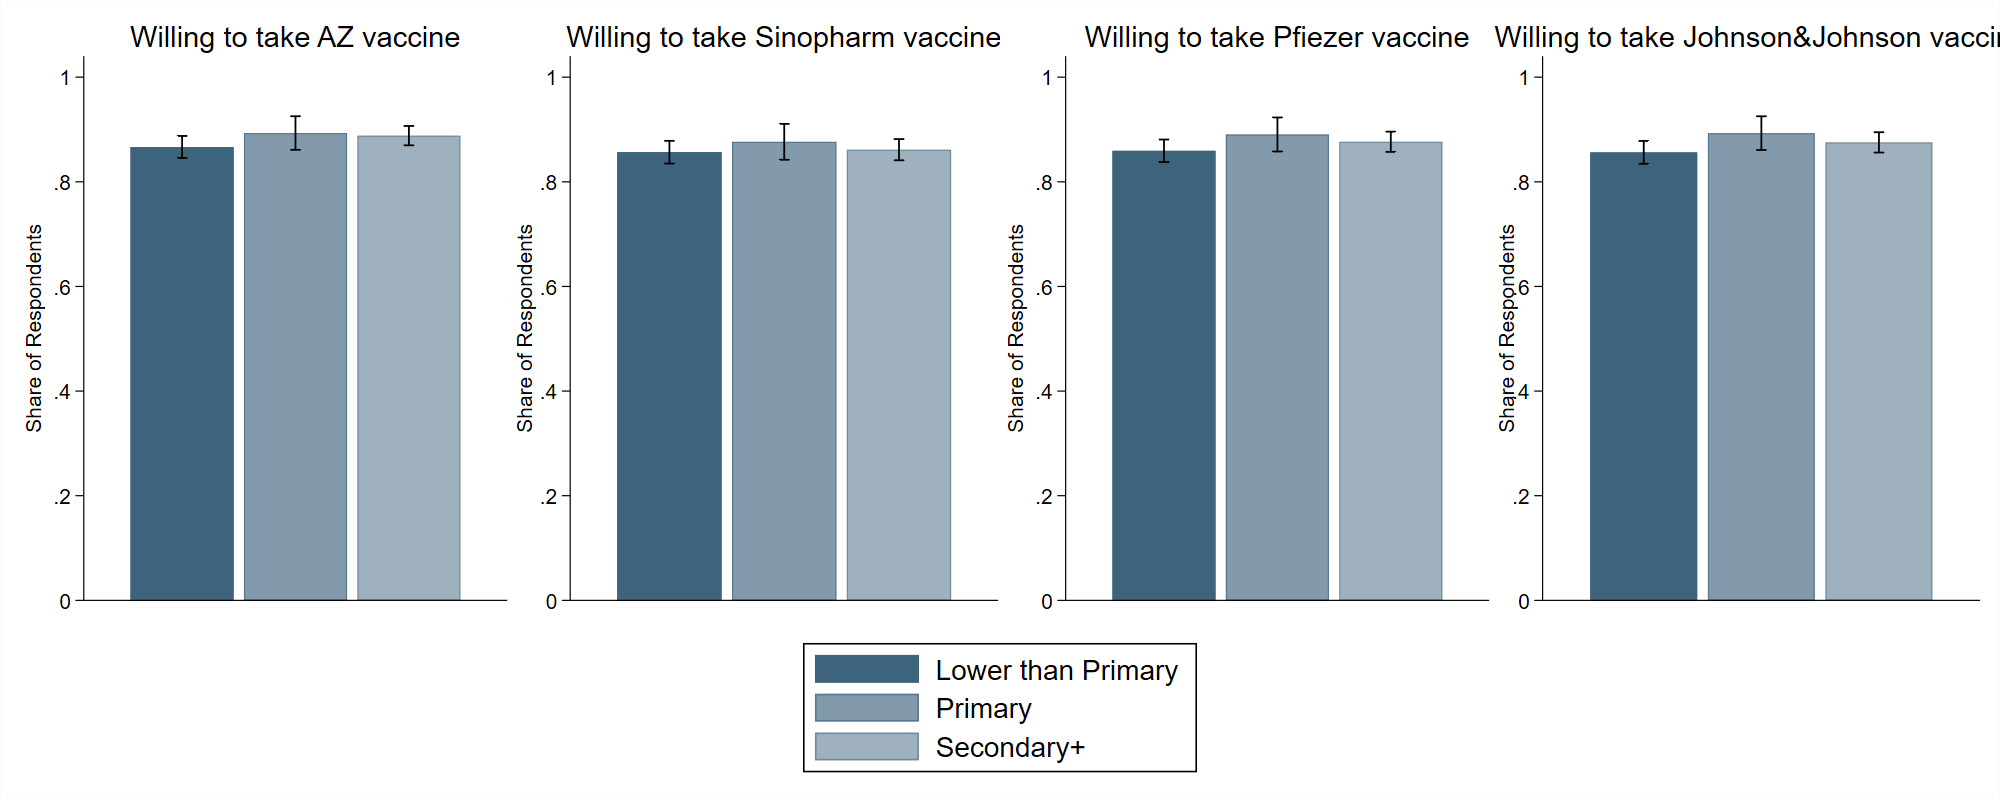 Willing to take AZ vaccine
1
.8
.6
.4
.2
0
Share of Respondents
Willing to take Sinopharm vaccine
1
.8
.6
.4
.2
0
Share of Respondents
Willing to take Pfiezer vaccine
1
.8
.6
.4
.2
0
Share of Respondents
Willing to take Johnson&Johnson vacci
1
.8
.6
.4
.2
0
Share of Respondents
Lower than Primary
Primary
Secondary+